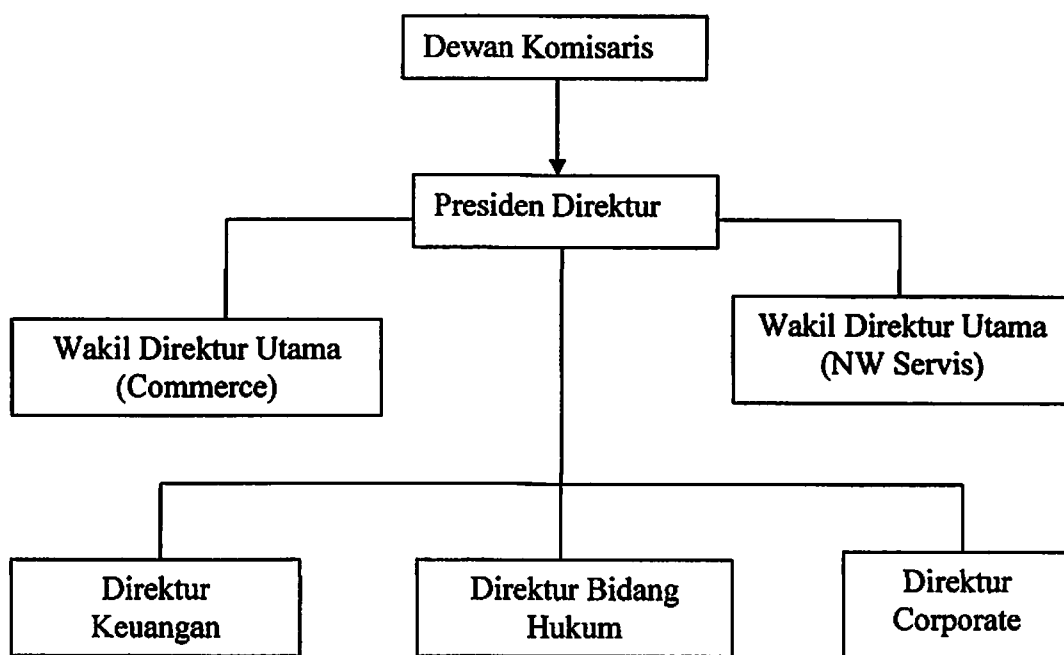 Dewan Komisaris
Presiden Direktur
Wakil Direktur Utama
(Commerce)
Wakil Direktur Utama
(NW Servis)
Direktur
Keuangan
Direktur Bidang
Hukum
Direktur
Corporate